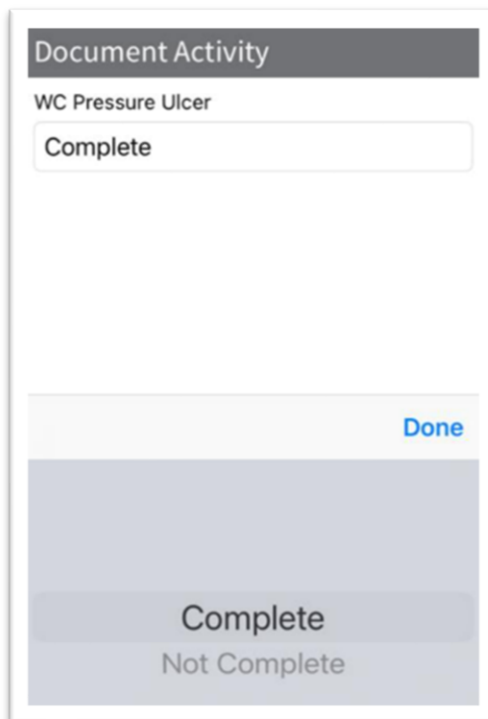 Document Activity
WC Pressure Ulcer
Complete
Done
Complete
Not Complete